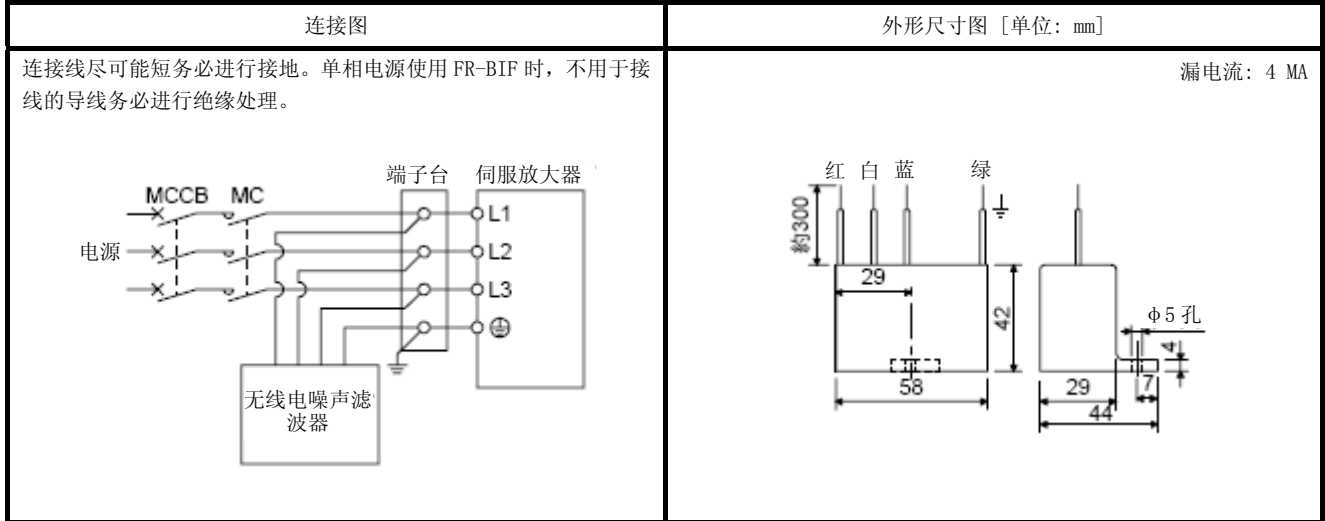 连接图
外形尺寸图 [单位: mm]
连接线尽可能短务必进行接地。单相电源使用 FR-BIF 时, 不用于接
线的导线务必进行绝缘处理。
端子台 伺服放大器
MCCB MC
L1
电源
L2
L3
无线电噪声滤
波器
漏电流: 4 MA
红 白 蓝 绿
約300
29
42
58
φ5孔
4
29
7
44